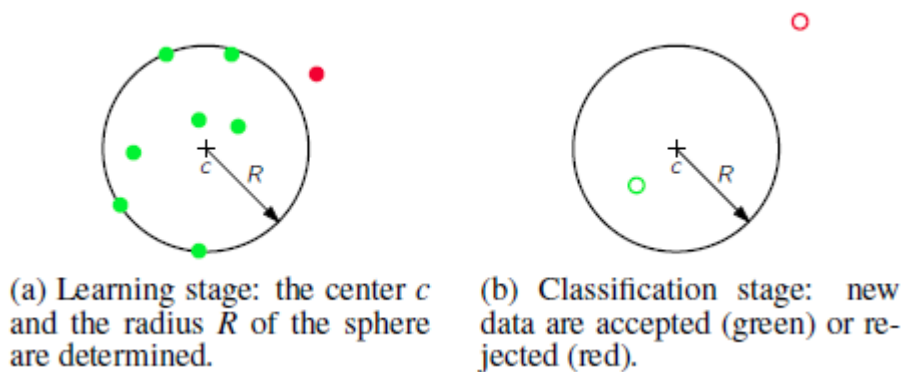 c
R
c
R
(a) Learning stage: the center c
and the radius R of the sphere
are determined.
(b) Classification stage: new
data are accepted (green) or re-
jected (red).